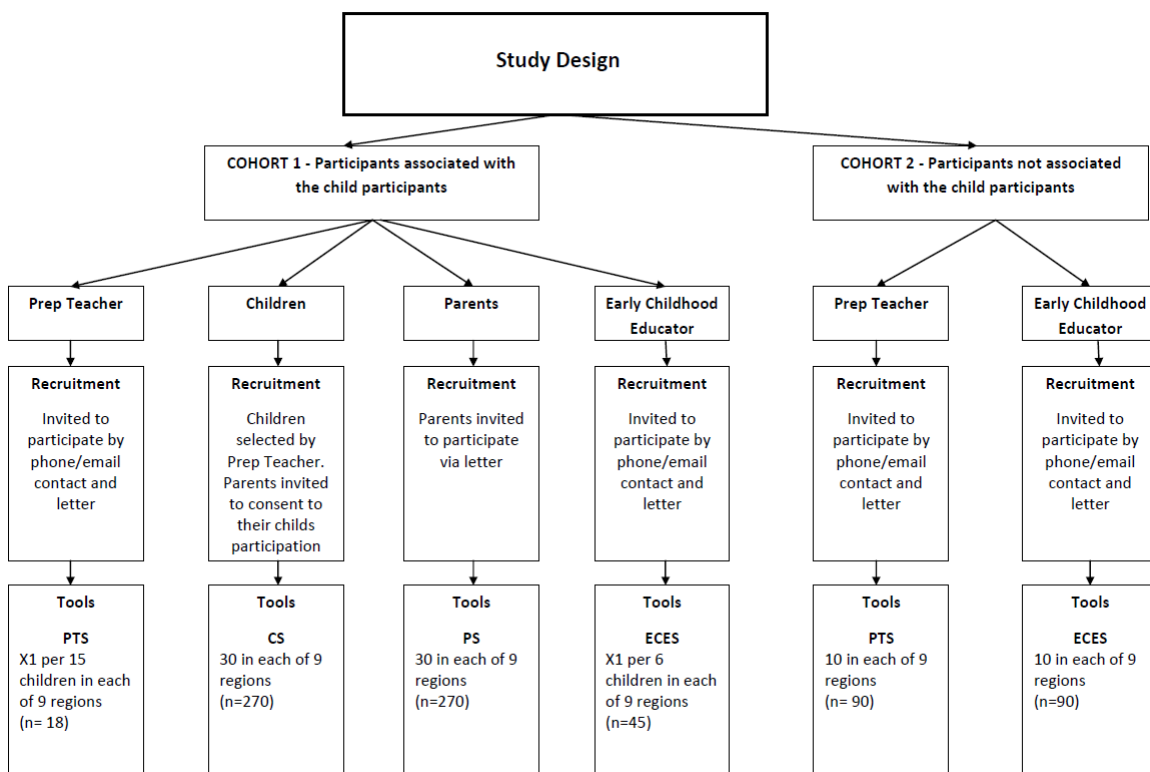 Study Design
COHORT 1 - Participants associated with
the child participants
COHORT 2 - Participants not associated
with the child participants
Prep Teacher
Children
Parents
Early Childhood
Educator
Prep Teacher
Early Childhood
Educator
Recruitment
Invited to
participate by
phone/email
contact and
letter
Recruitment
Children
selected by
Prep Teacher.
Parents invited
to consent to
their childs
participation
Recruitment
Parents invited
to participate
via letter
Recruitment
Invited to
participate by
phone/email
contact and
letter
Recruitment
Invited to
participate by
phone/email
contact and
letter
Recruitment
Invited to
participate by
phone/email
contact and
letter
Tools
PTS
X1 per 15
children in each
of 9 regions
(n= 18)
Tools
CS
30 in each of 9
regions
(n=270)
Tools
PS
30 in each of 9
regions
(n=270)
Tools
ECES
X1 per 6
children in each
of 9 regions
(n=45)
Tools
PTS
10 in each of 9
regions
(n= 90)
Tools
ECES
10 in each of 9
regions
(n=90)